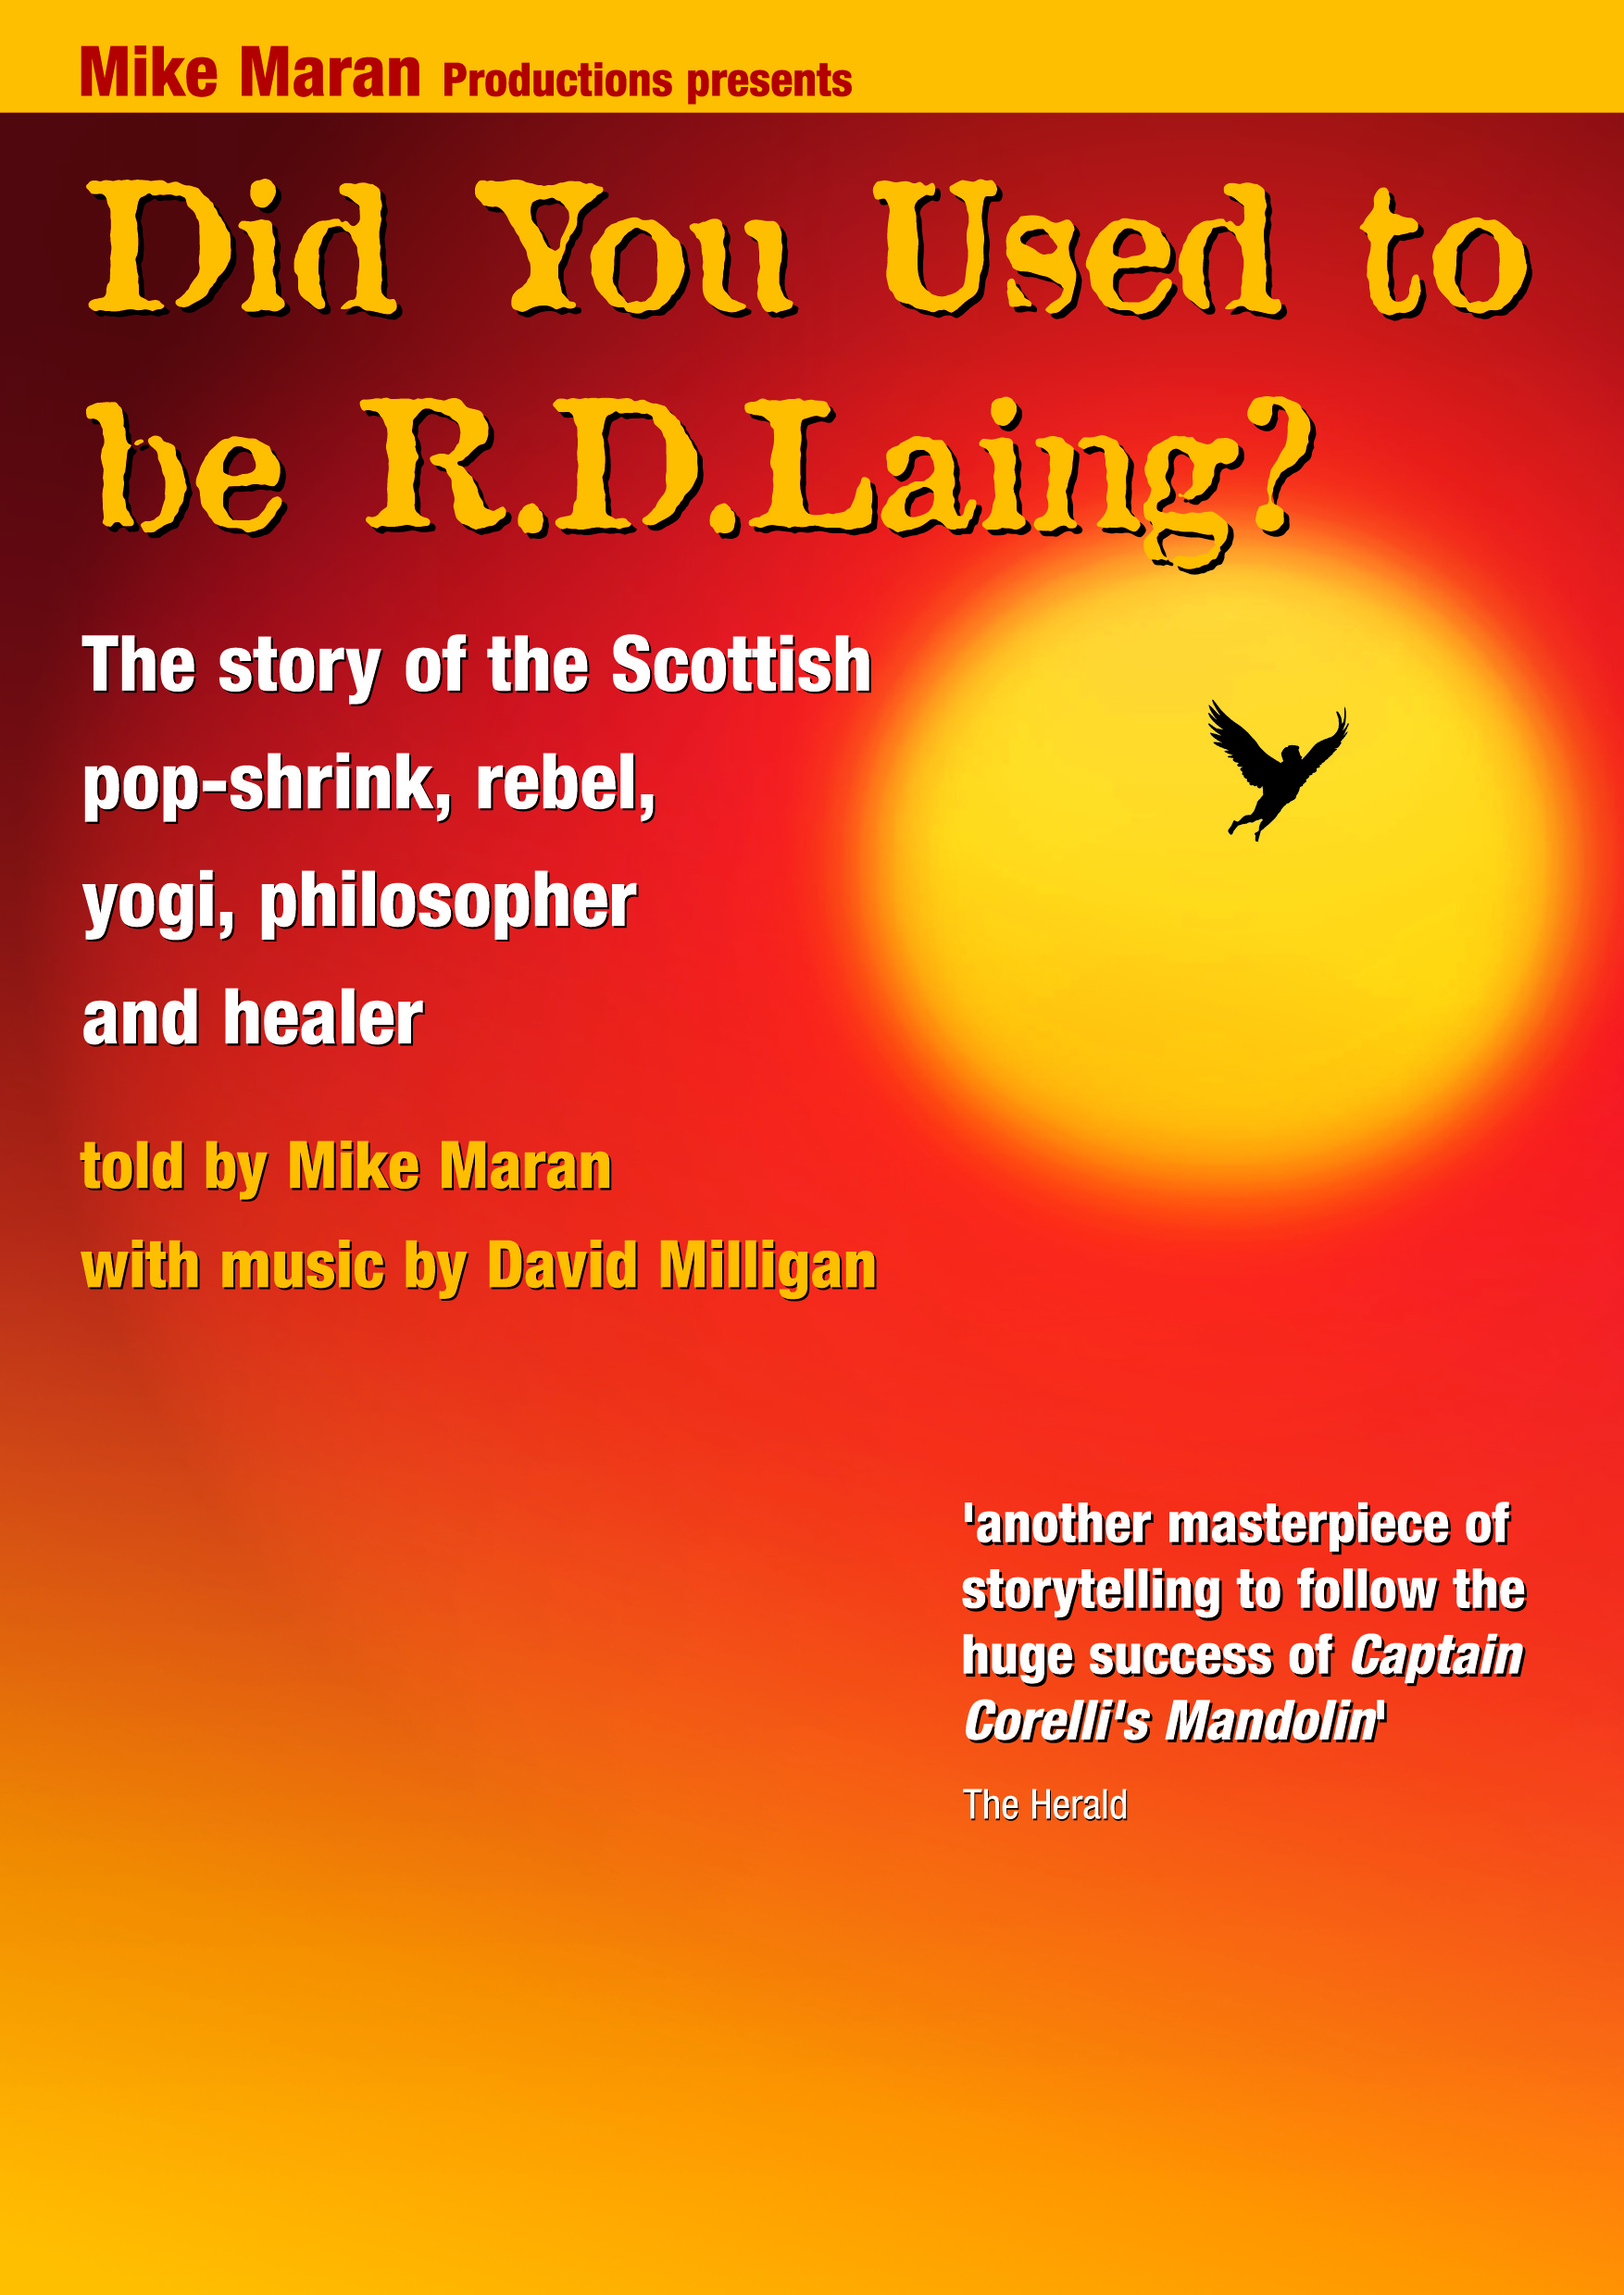 Mike Maran Productions presents
Did You Used to
be R.D.Laing?
The story of the Scottish
pop-shrink, rebel,
yogi, philosopher
and healer
told by Mike Maran
with music by David Milligan
'another masterpiece of
storytelling to follow the
huge success of Captain
Corelli's Mandolin'
The Herald